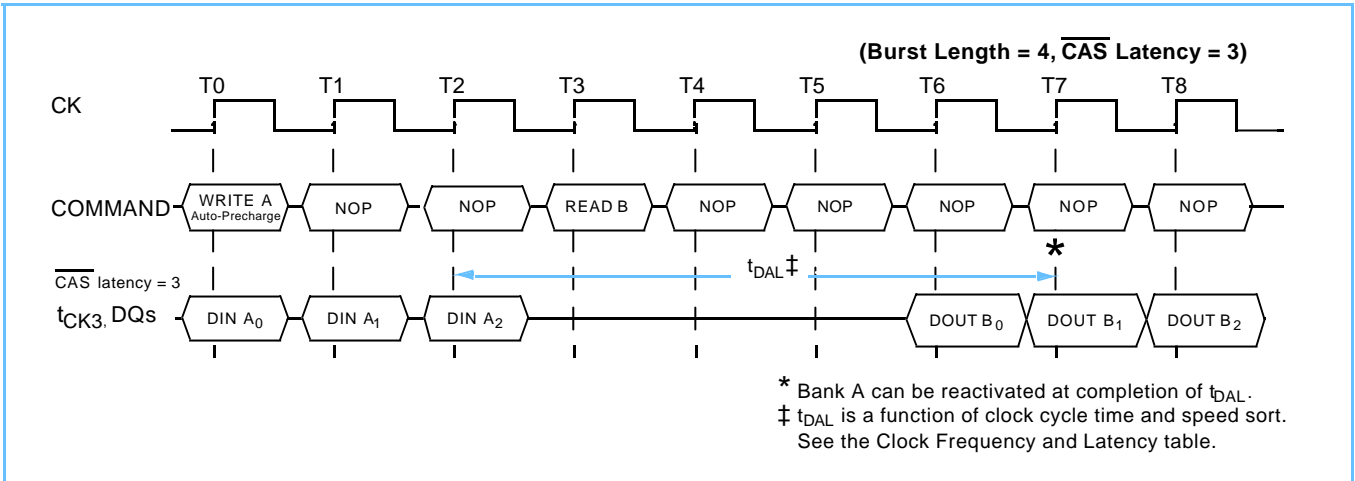 (Burst Length = 4, CAS Latency = 3)
T0 T1 T2 T3 T4 T5 T6 T7 T8
CK
COMMAND WRITE A Auto-Precharge NOP NOP READ B NOP NOP NOP NOP NOP
*
tDAL‡
CAS latency = 3
tCK3, DQs DIN A0 DIN A1 DIN A2 DOUT B0 DOUT B1 DOUT B2
* Bank A can be reactivated at completion of tDAL.
‡ tDAL is a function of clock cycle time and speed sort.
See the Clock Frequency and Latency table.